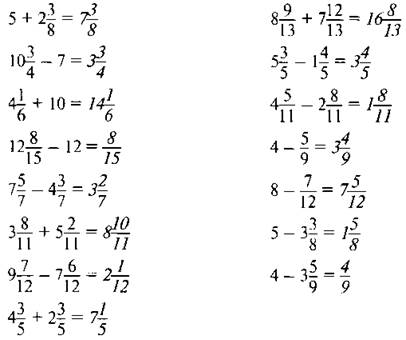 5 + 2 3/8 = 7 3/8
10 3/4 - 7 = 3 3/4
4 1/6 + 10 = 14 1/6
12 8/15 - 12 = 8/15
7 5/7 - 4 3/7 = 3 2/7
3 8/11 + 5 2/11 = 8 10/11
9 7/12 - 7 6/12 = 2 1/12
4 3/5 + 2 3/5 = 7 1/5
8 9/13 + 7 12/13 = 16 8/13
5 3/5 - 1 4/5 = 3 4/5
4 5/11 - 2 8/11 = 1 8/11
4 - 5/9 = 3 4/9
8 - 7/12 = 7 5/12
5 - 3 3/8 = 1 5/8
4 - 3 5/9 = 4/9